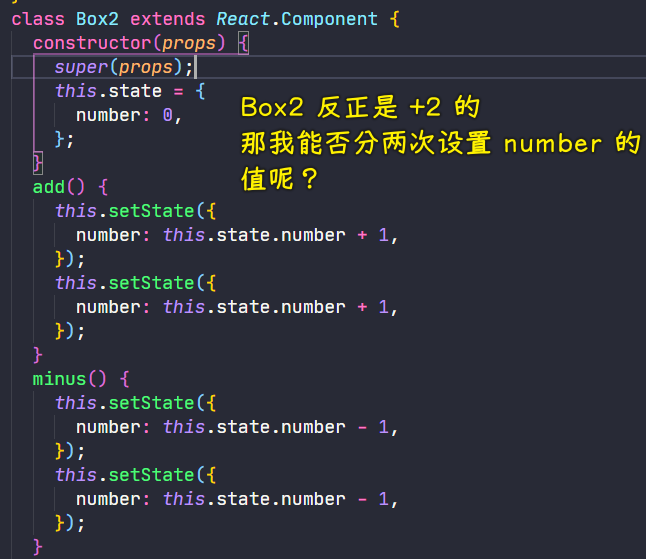 class Box2 extends React.Component {
constructor(props) {
super(props);
this.state = {
number: 0,
};
}
Box2 反正是 +2 的
那我能否分两次设置 number 的
值呢？
add() {
this.setState({
number: this.state.number + 1,
});
this.setState({
number: this.state.number + 1,
});
}
minus() {
this.setState({
number: this.state.number - 1,
});
this.setState({
number: this.state.number - 1,
});
}